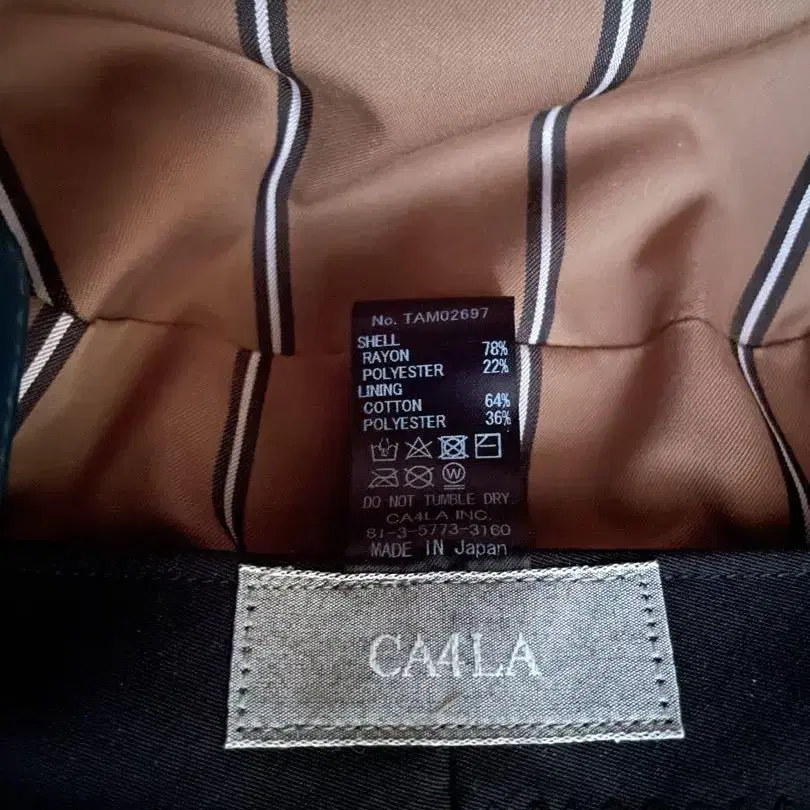 No. TAM02697
SHELL
RAYON 78%
POLYESTER 22%
LINING
COTTON 64%
POLYESTER 36%
W
DO NOT TUMBLE DRY.
CA4LA INC.
81-3-5773-3160
MADE IN Japan
CA4LA